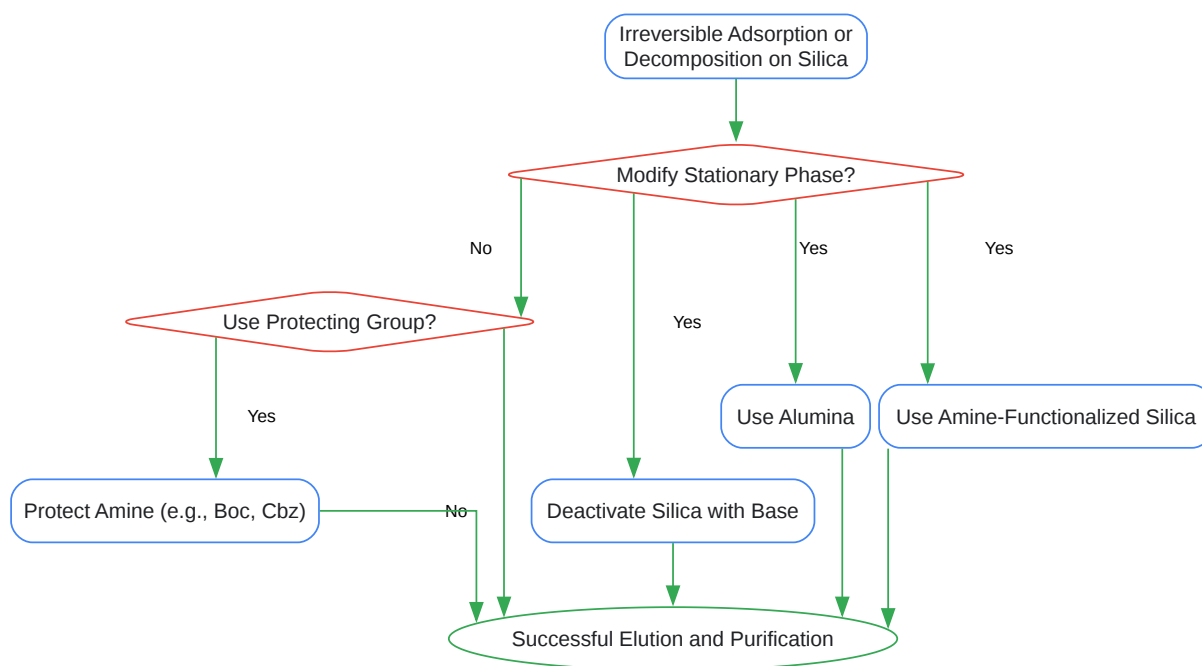 Irreversible Adsorption or
Decomposition on Silica
Modify Stationary Phase?
No
Yes
Yes
Use Protecting Group?
Yes
Use Alumina
Use Amine-Functionalized Silica
Yes
Protect Amine (e.g., Boc, Cbz)
No
Deactivate Silica with Base
Successful Elution and Purification